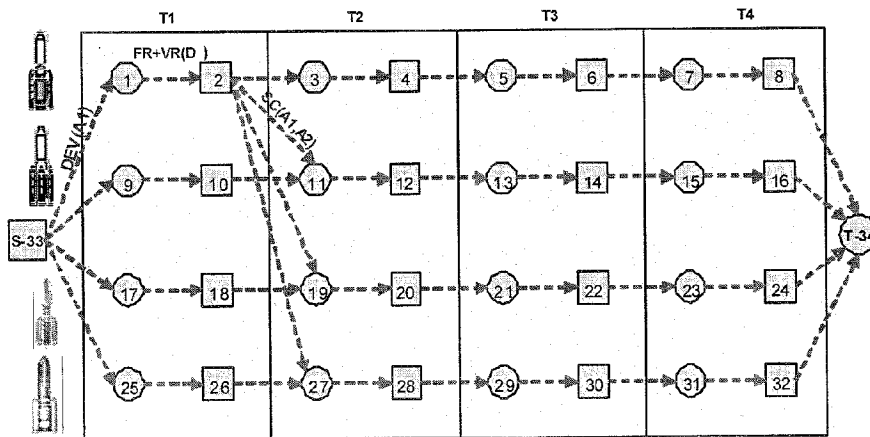 T1 T2 T3 T4
FR+VR(D )
1 2 3 4 5 6 7 8
DEV(A1)
SC(A1,A2)
9 10 11 12 13 14 15 16
S-33
T-34
17 18 19 20 21 22 23 24
25 26 27 28 29 30 31 32